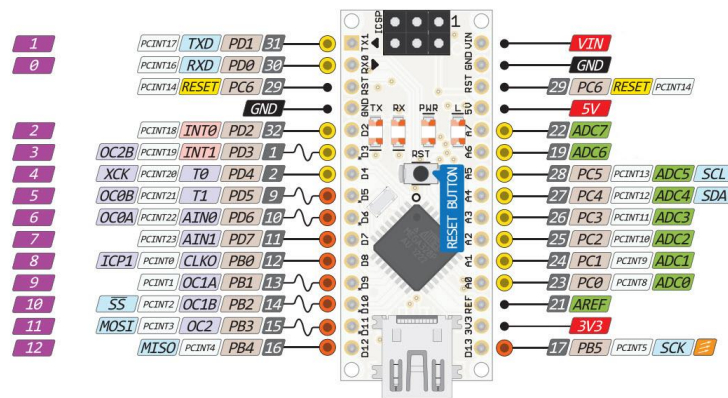 ICSP 1
1 PCINT17 TXD PD1 31 TX1 VIN VIN
0 PCINT16 RXD PD0 30 RX0 GND GND
PCINT14 RESET PC6 29 RST RST 29 PC6 RESET PCINT14
GND GND 5V 5V
TX RX PWR L
2 PCINT18 INT0 PD2 32 D2 A7 22 ADC7
3 OC2B PCINT19 INT1 PD3 1 D3 A6 19 ADC6
RST
4 XCK PCINT20 T0 PD4 2 D4 A5 28 PC5 PCINT13 ADC5 SCL
5 OC0B PCINT21 T1 PD5 9 D5 A4 27 PC4 PCINT12 ADC4 SDA
6 OC0A PCINT22 AIN0 PD6 10 D6 A3 26 PC3 PCINT11 ADC3
RESET BUTTON
7 PCINT23 AIN1 PD7 11 D7 A2 25 PC2 PCINT10 ADC2
8 ICP1 PCINT0 CLKO PB0 12 D8 A1 24 PC1 PCINT9 ADC1
9 PCINT1 OC1A PB1 13 D9 A0 23 PC0 PCINT8 ADC0
10 SS PCINT2 OC1B PB2 14 D10 REF 21 AREF
11 MOSI PCINT3 OC2 PB3 15 D11 3V3 3V3
12 MISO PCINT4 PB4 16 D12 D13 17 PB5 PCINT5 SCK